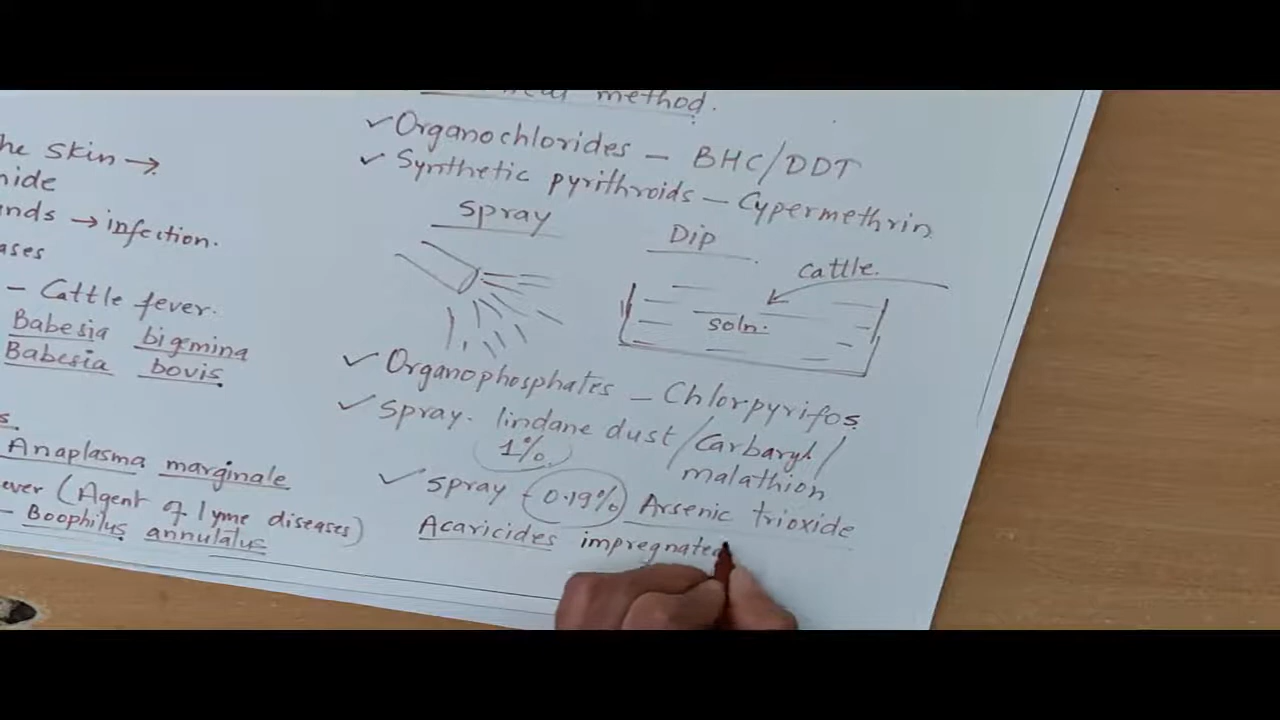 method.
✓ Organochlorides – BHC/DDT
✓ Synthetic pyrithroids – Cypermethrin
Spray
Dip
cattle.
soln.
✓ Organophosphates – Chlorpyrifos
✓ Spray. lindane dust/Carbaryl/
1%
malathion
✓ spray – 0.19% Arsenic trioxide
Acaricides impregnated
he skin →
nds → infection.
ases
– Cattle fever.
Babesia bigemina
Babesia bovis
s.
Anaplasma marginale
ever (Agent of lyme diseases)
– Boophilus annulatus